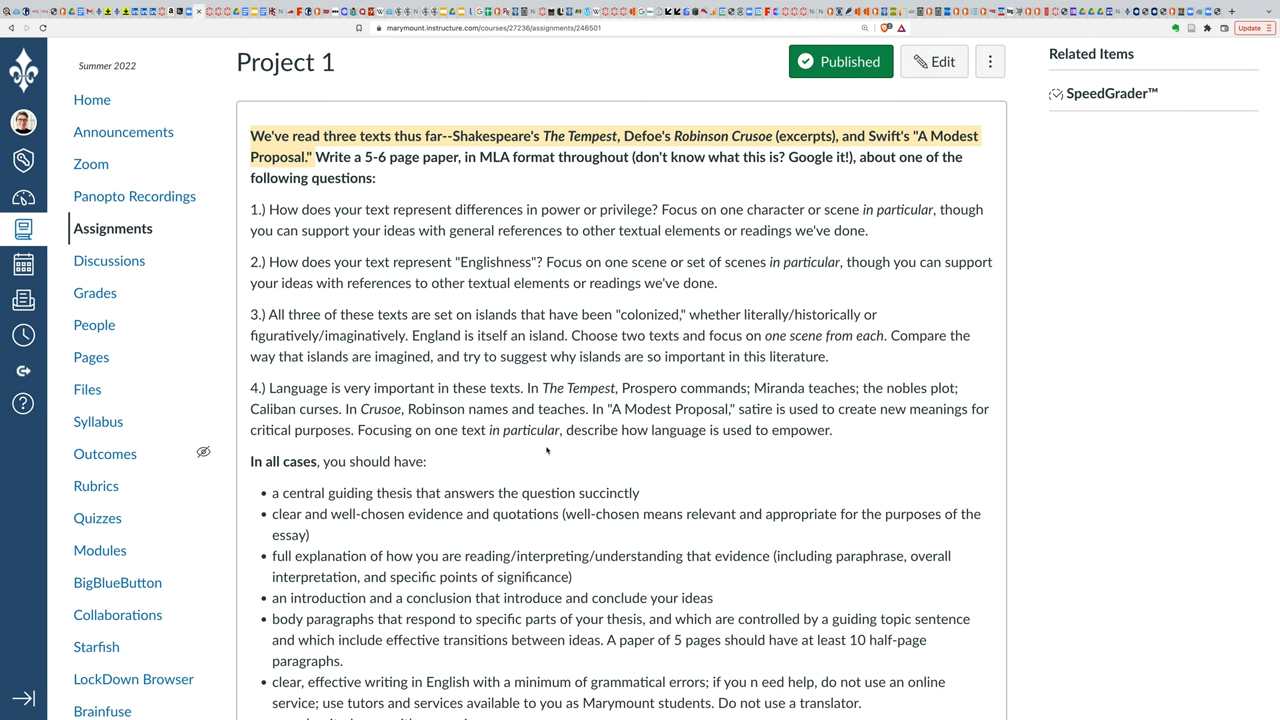 marymount.instructure.com/courses/27236/assignments/246501
Update
Summer 2022
Home
Announcements
Zoom
Panopto Recordings
Assignments
Discussions
Grades
People
Pages
Files
Syllabus
Outcomes
Rubrics
Quizzes
Modules
BigBlueButton
Collaborations
Starfish
LockDown Browser
Brainfuse
Project 1
Published
Edit
We've read three texts thus far--Shakespeare's The Tempest, Defoe's Robinson Crusoe (excerpts), and Swift's "A Modest
Proposal." Write a 5-6 page paper, in MLA format throughout (don't know what this is? Google it!), about one of the
following questions:
1.) How does your text represent differences in power or privilege? Focus on one character or scene in particular, though
you can support your ideas with general references to other textual elements or readings we've done.
2.) How does your text represent "Englishness"? Focus on one scene or set of scenes in particular, though you can support
your ideas with references to other textual elements or readings we've done.
3.) All three of these texts are set on islands that have been "colonized," whether literally/historically or
figuratively/imaginatively. England is itself an island. Choose two texts and focus on one scene from each. Compare the
way that islands are imagined, and try to suggest why islands are so important in this literature.
4.) Language is very important in these texts. In The Tempest, Prospero commands; Miranda teaches; the nobles plot;
Caliban curses. In Crusoe, Robinson names and teaches. In "A Modest Proposal," satire is used to create new meanings for
critical purposes. Focusing on one text in particular, describe how language is used to empower.
In all cases, you should have:
• a central guiding thesis that answers the question succinctly
• clear and well-chosen evidence and quotations (well-chosen means relevant and appropriate for the purposes of the
essay)
• full explanation of how you are reading/interpreting/understanding that evidence (including paraphrase, overall
interpretation, and specific points of significance)
• an introduction and a conclusion that introduce and conclude your ideas
• body paragraphs that respond to specific parts of your thesis, and which are controlled by a guiding topic sentence
and which include effective transitions between ideas. A paper of 5 pages should have at least 10 half-page
paragraphs.
• clear, effective writing in English with a minimum of grammatical errors; if you n eed help, do not use an online
service; use tutors and services available to you as Marymount students. Do not use a translator.
Related Items
SpeedGrader™